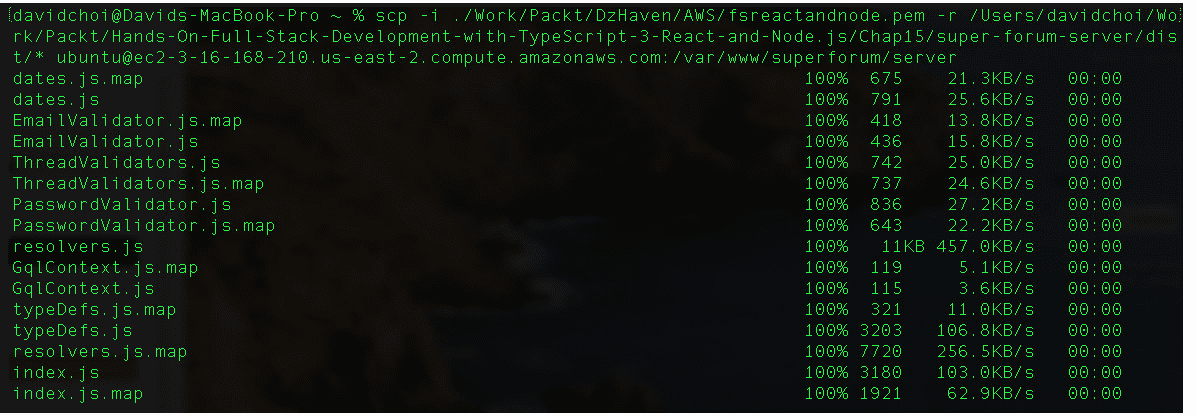 davidchoi@Davids-MacBook-Pro ~ % scp -i ./Work/Packt/DzHaven/AWS/fsreactandnode.pem -r /Users/davidchoi/Wo
rk/Packt/Hands-On-Full-Stack-Development-with-TypeScript-3-React-and-Node.js/Chap15/super-forum-server/dis
t/* ubuntu@ec2-3-16-168-210.us-east-2.compute.amazonaws.com:/var/www/superforum/server
dates.js.map 100% 675 21.3KB/s 00:00
dates.js 100% 791 25.6KB/s 00:00
EmailValidator.js.map 100% 418 13.8KB/s 00:00
EmailValidator.js 100% 436 15.8KB/s 00:00
ThreadValidators.js 100% 742 25.0KB/s 00:00
ThreadValidators.js.map 100% 737 24.6KB/s 00:00
PasswordValidator.js 100% 836 27.2KB/s 00:00
PasswordValidator.js.map 100% 643 22.2KB/s 00:00
resolvers.js 100% 11KB 457.0KB/s 00:00
GqlContext.js.map 100% 119 5.1KB/s 00:00
GqlContext.js 100% 115 3.6KB/s 00:00
typeDefs.js.map 100% 321 11.0KB/s 00:00
typeDefs.js 100% 3203 106.8KB/s 00:00
resolvers.js.map 100% 7720 256.5KB/s 00:00
index.js 100% 3180 103.0KB/s 00:00
index.js.map 100% 1921 62.9KB/s 00:00